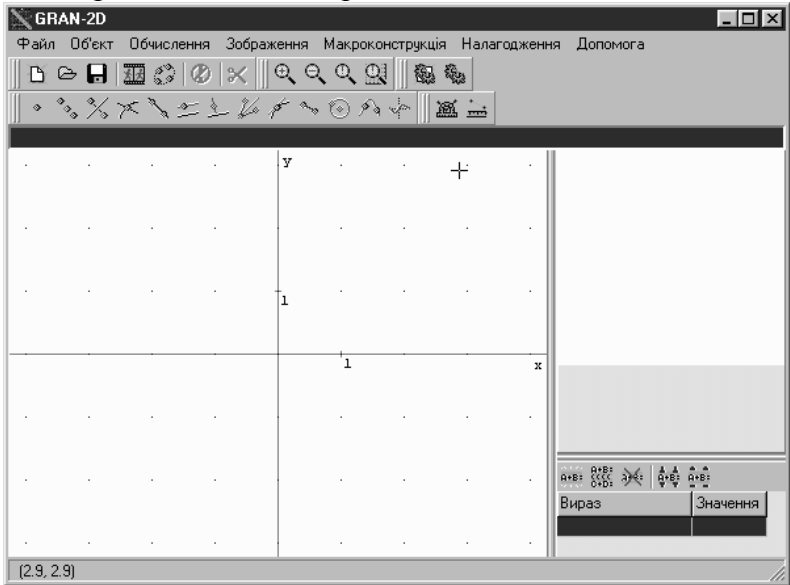 GRAN-2D
Файл Об'єкт Обчислення Зображення Макроконструкція Налагодження Допомога
y
1
1
x
A+B=
A+B=
C+D=
A+B=
A+B=
Вираз Значення
(2.9, 2.9)